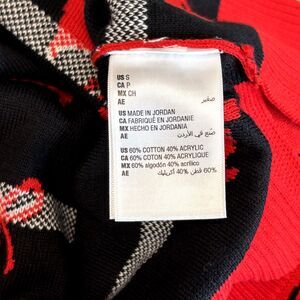 US S
CA P
MX CH
AE صغير
US MADE IN JORDAN
CA FABRIQUÉ EN JORDANIE
MX HECHO EN JORDANIA
AE صنع في الأردن
US 60% COTTON 40% ACRYLIC
CA 60% COTON 40% ACRYLIQUE
MX 60% algodón 40% acrílico
AE 60% قطن 40% أكريليك